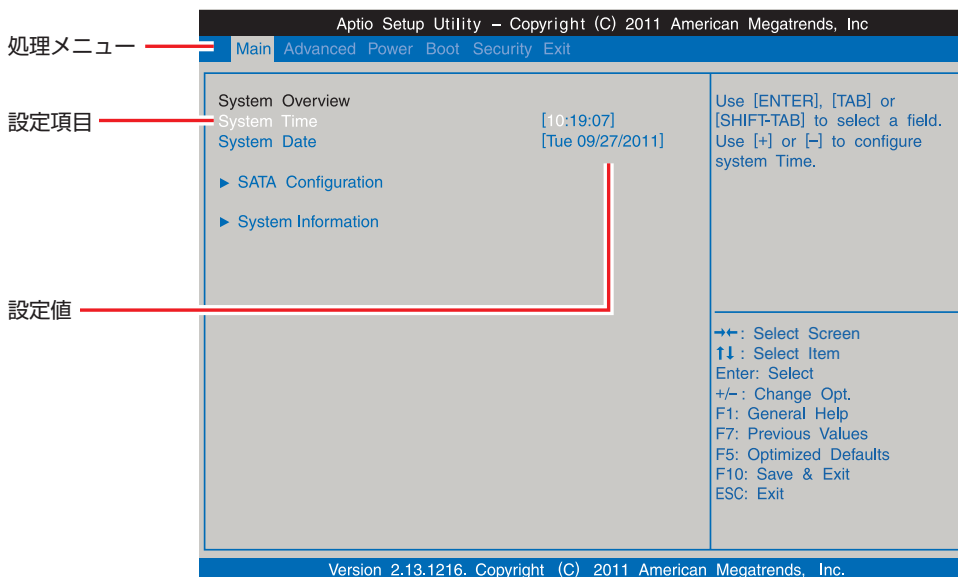 Aptio Setup Utility – Copyright (C) 2011 American Megatrends, Inc
処理メニュー
Main Advanced Power Boot Security Exit
設定項目
設定値
System Overview
System Time [10:19:07]
System Date [Tue 09/27/2011]
► SATA Configuration
► System Information
Use [ENTER], [TAB] or
[SHIFT-TAB] to select a field.
Use [+] or [–] to configure
system Time.
→←: Select Screen
↑↓ : Select Item
Enter: Select
+/– : Change Opt.
F1: General Help
F7: Previous Values
F5: Optimized Defaults
F10: Save & Exit
ESC: Exit
Version 2.13.1216. Copyright (C) 2011 American Megatrends, Inc.